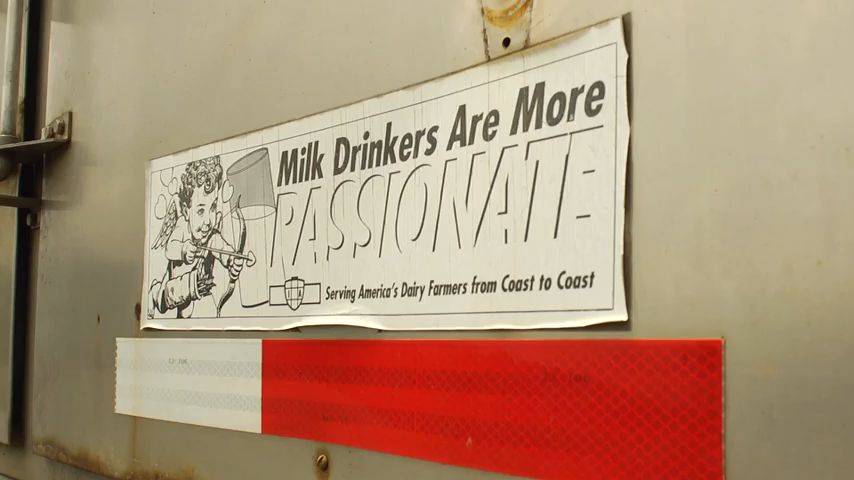 Milk Drinkers Are More
PASSIONATE
Serving America's Dairy Farmers from Coast to Coast